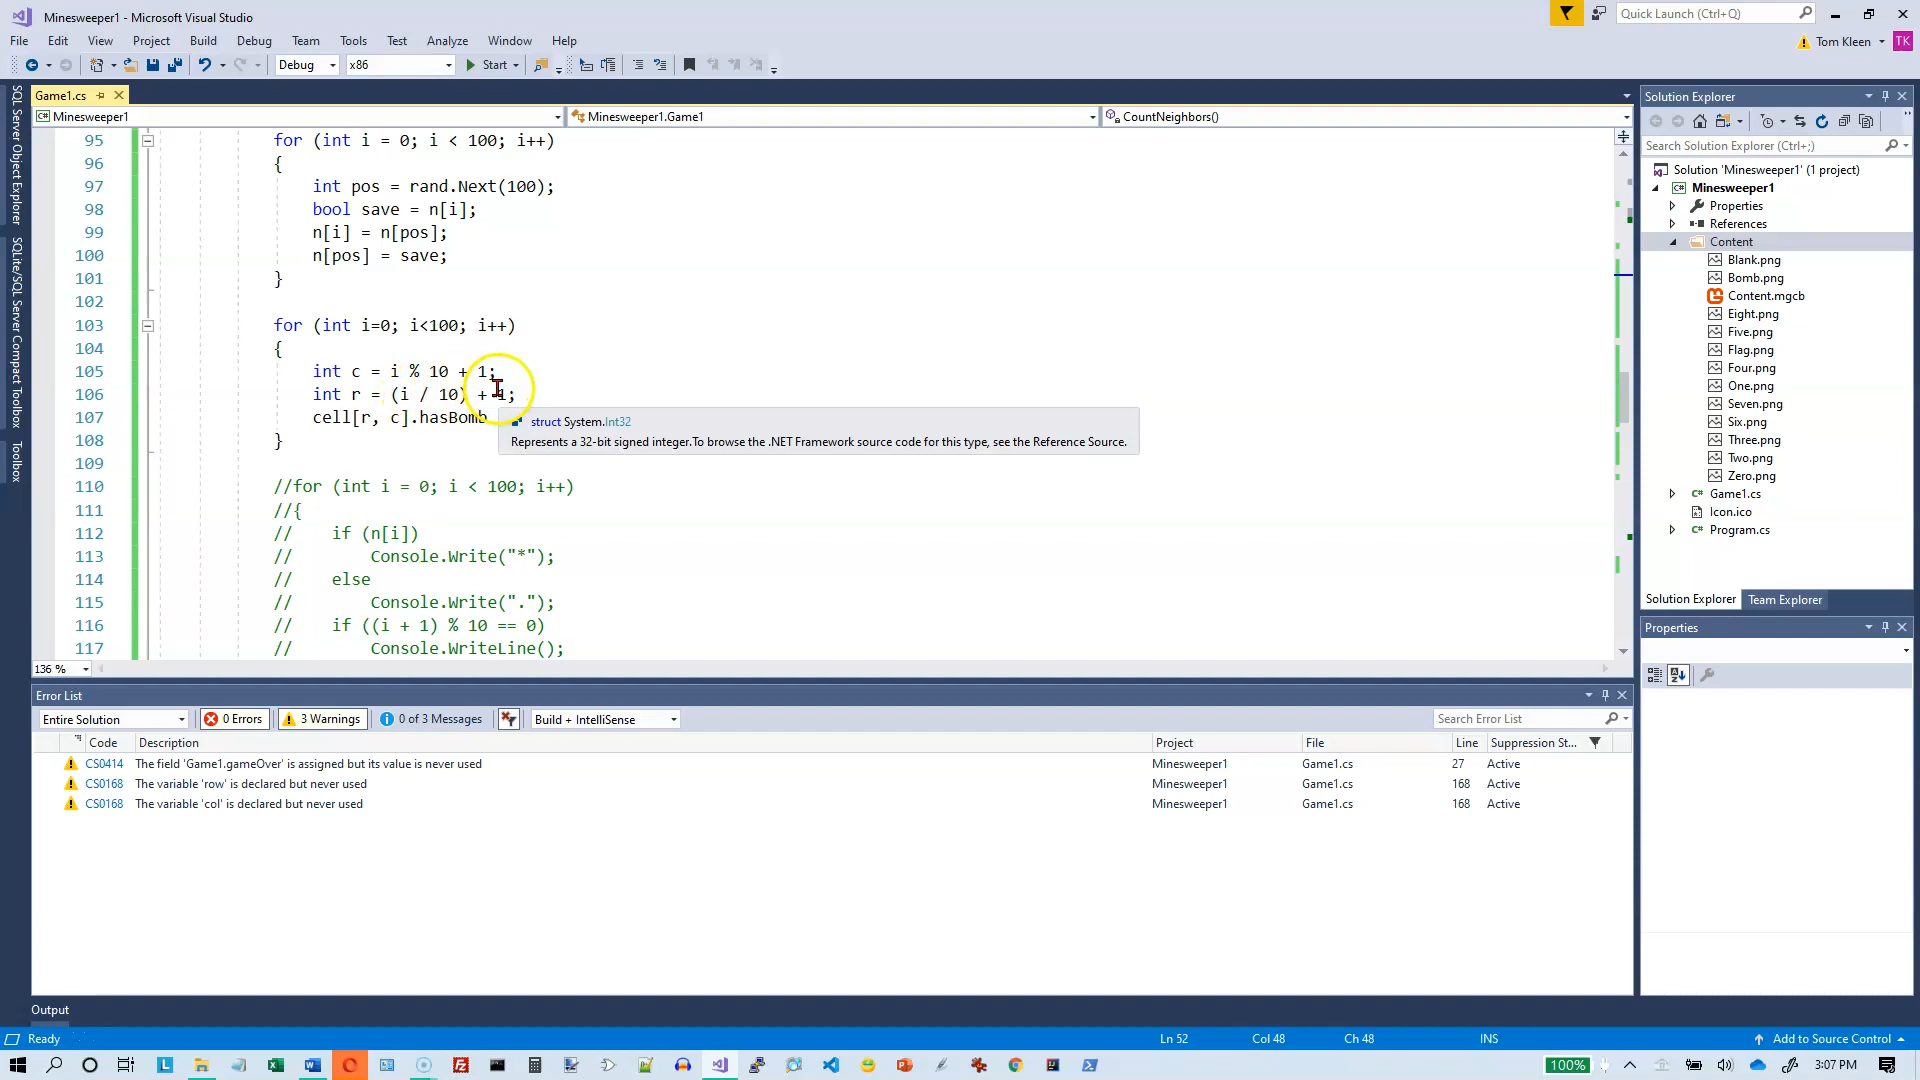 Minesweeper1 - Microsoft Visual Studio
Quick Launch (Ctrl+Q)
File Edit View Project Build Debug Team Tools Test Analyze Window Help
Tom Kleen TK
Debug x86 Start
SQL Server Object Explorer
SQLite/SQL Server Compact Toolbox
Toolbox
Game1.cs
Minesweeper1 Minesweeper1.Game1 CountNeighbors()
95 for (int i = 0; i < 100; i++)
96 {
97 int pos = rand.Next(100);
98 bool save = n[i];
99 n[i] = n[pos];
100 n[pos] = save;
101 }
102
103 for (int i=0; i<100; i++)
104 {
105 int c = i % 10 + 1;
106 int r = (i / 10) + 1;
107 cell[r, c].hasBomb
108 }
109
110 //for (int i = 0; i < 100; i++)
111 //{
112 // if (n[i])
113 // Console.Write("*");
114 // else
115 // Console.Write(".");
116 // if ((i + 1) % 10 == 0)
117 // Console.WriteLine();
struct System.Int32
Represents a 32-bit signed integer.To browse the .NET Framework source code for this type, see the Reference Source.
136 %
Solution Explorer
Search Solution Explorer (Ctrl+;)
Solution 'Minesweeper1' (1 project)
Minesweeper1
Properties
References
Content
Blank.png
Bomb.png
Content.mgcb
Eight.png
Five.png
Flag.png
Four.png
One.png
Seven.png
Six.png
Three.png
Two.png
Zero.png
Game1.cs
Icon.ico
Program.cs
Solution Explorer Team Explorer
Properties
Error List
Entire Solution 0 Errors 3 Warnings 0 of 3 Messages Build + IntelliSense Search Error List
Code Description Project File Line Suppression St...
CS0414 The field 'Game1.gameOver' is assigned but its value is never used Minesweeper1 Game1.cs 27 Active
CS0168 The variable 'row' is declared but never used Minesweeper1 Game1.cs 168 Active
CS0168 The variable 'col' is declared but never used Minesweeper1 Game1.cs 168 Active
Output
Ready Ln 52 Col 48 Ch 48 INS Add to Source Control
100% 3:07 PM